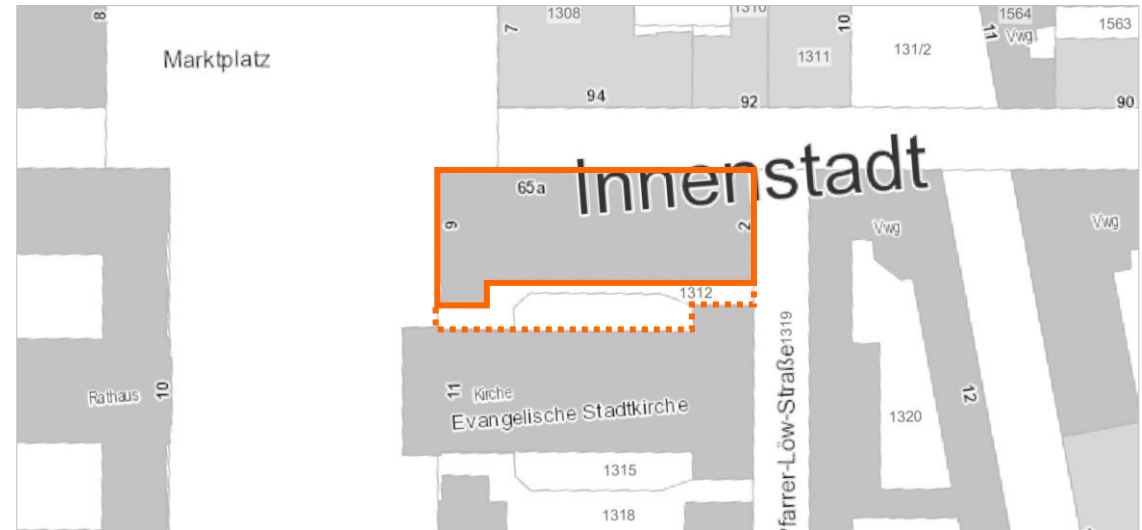 8
Marktplatz
7
1308
1310
10
1311
131/2
11
1564
Vwg
1563
94
92
90
Innenstadt
65a
9
2
Vwg
Vwg
1312
Pfarrer-Löw-Straße
1319
Rathaus
10
11
Kirche
Evangelische Stadtkirche
1320
12
1315
1318